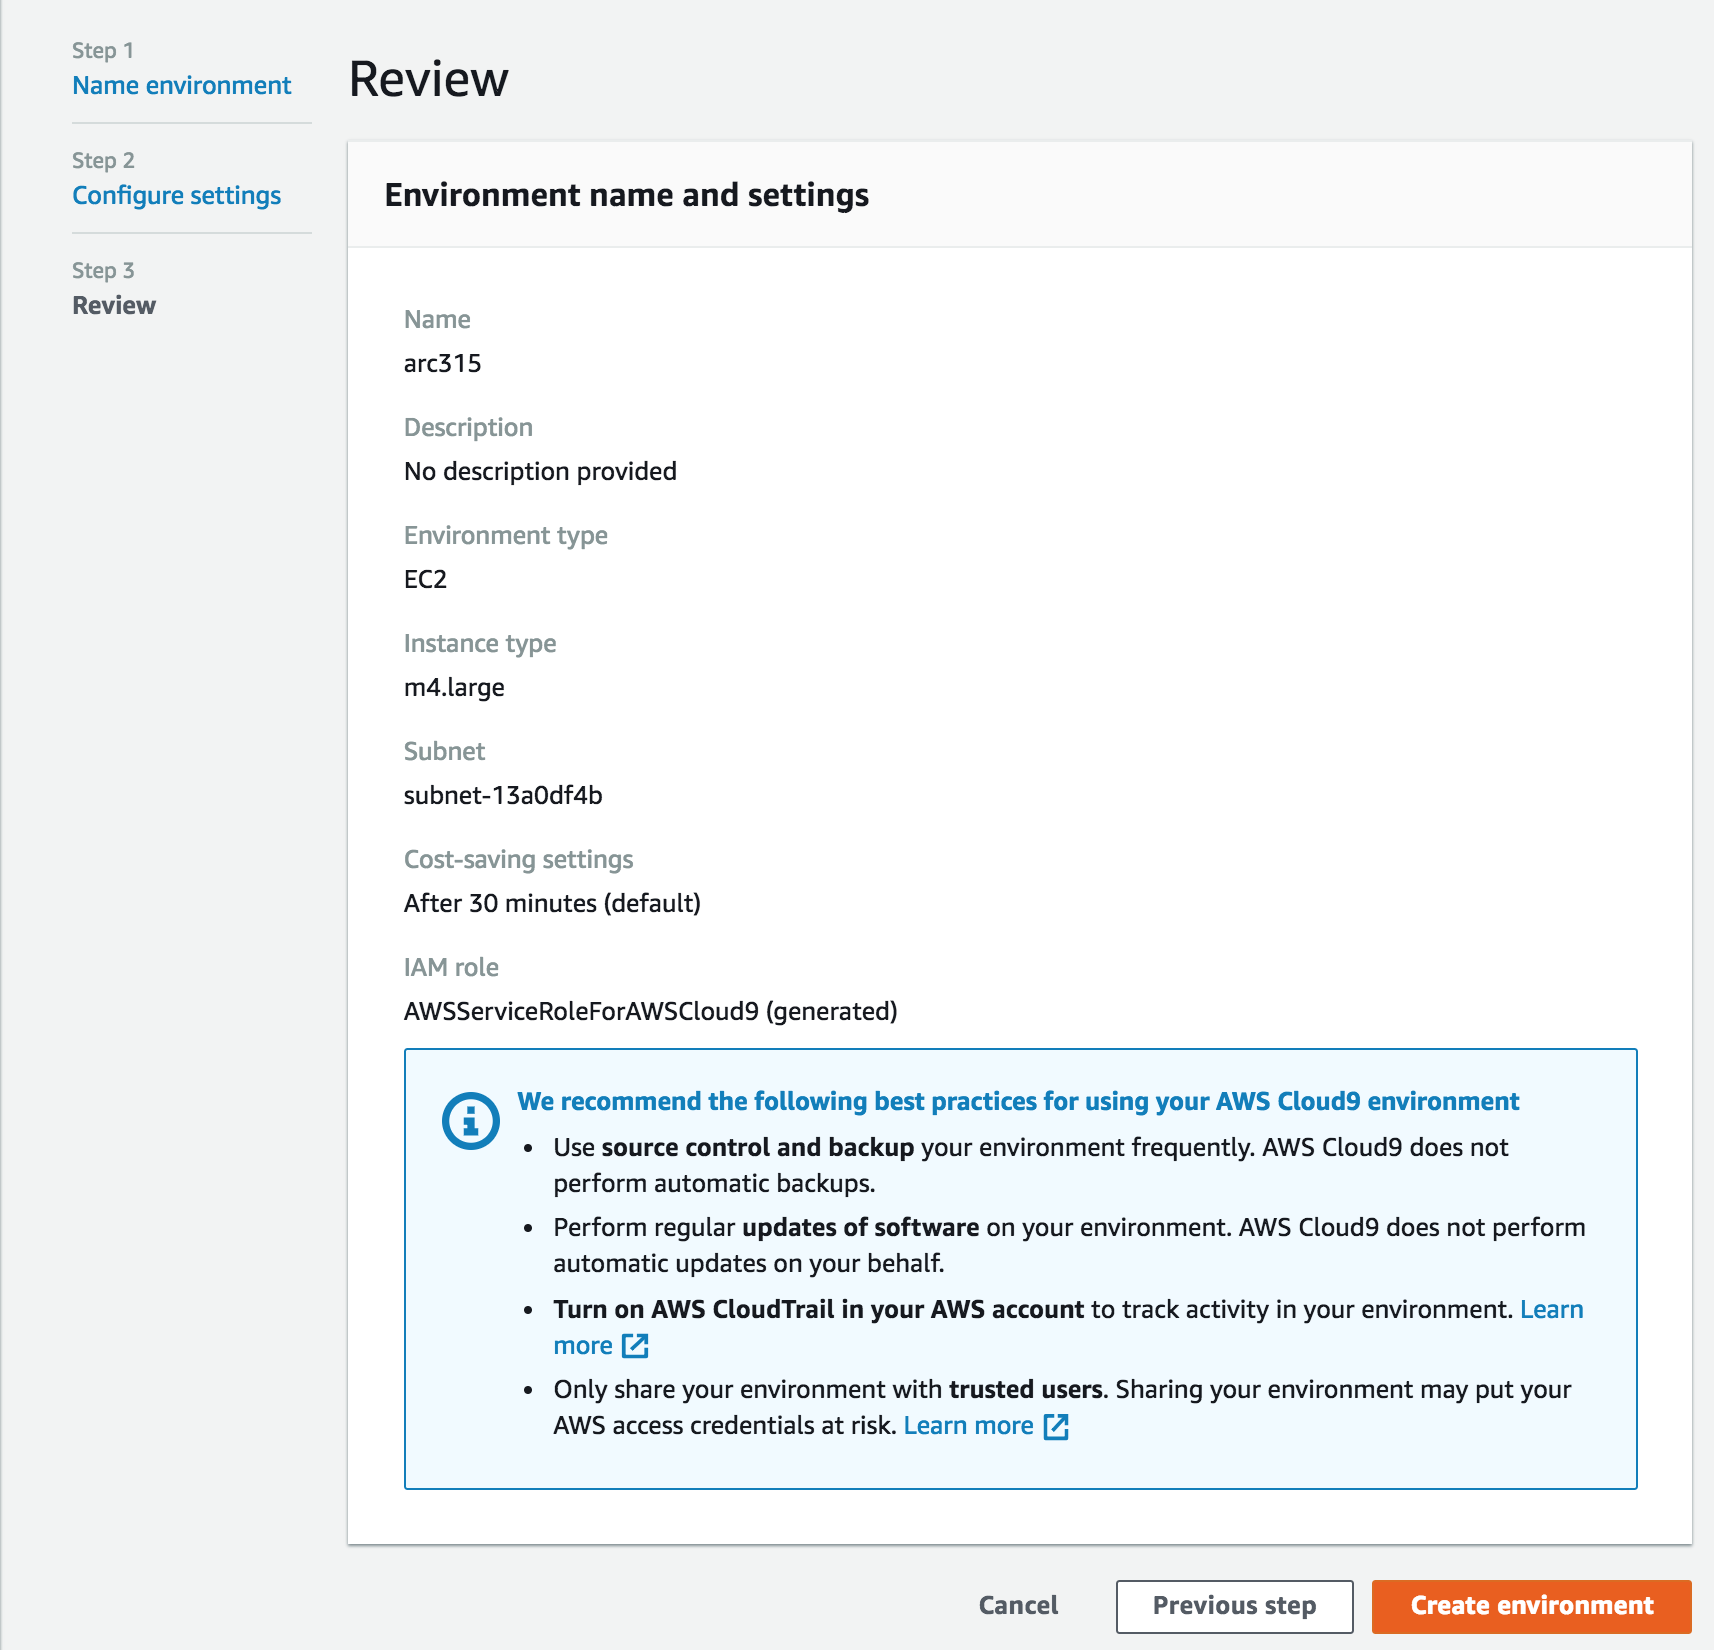 Step 1
Name environment
Step 2
Configure settings
Step 3
Review
Review
Environment name and settings
Name
arc315
Description
No description provided
Environment type
EC2
Instance type
m4.large
Subnet
subnet-13a0df4b
Cost-saving settings
After 30 minutes (default)
IAM role
AWSServiceRoleForAWSCloud9 (generated)
We recommend the following best practices for using your AWS Cloud9 environment
• Use source control and backup your environment frequently. AWS Cloud9 does not
perform automatic backups.
• Perform regular updates of software on your environment. AWS Cloud9 does not perform
automatic updates on your behalf.
• Turn on AWS CloudTrail in your AWS account to track activity in your environment. Learn
more
• Only share your environment with trusted users. Sharing your environment may put your
AWS access credentials at risk. Learn more
Cancel
Previous step
Create environment